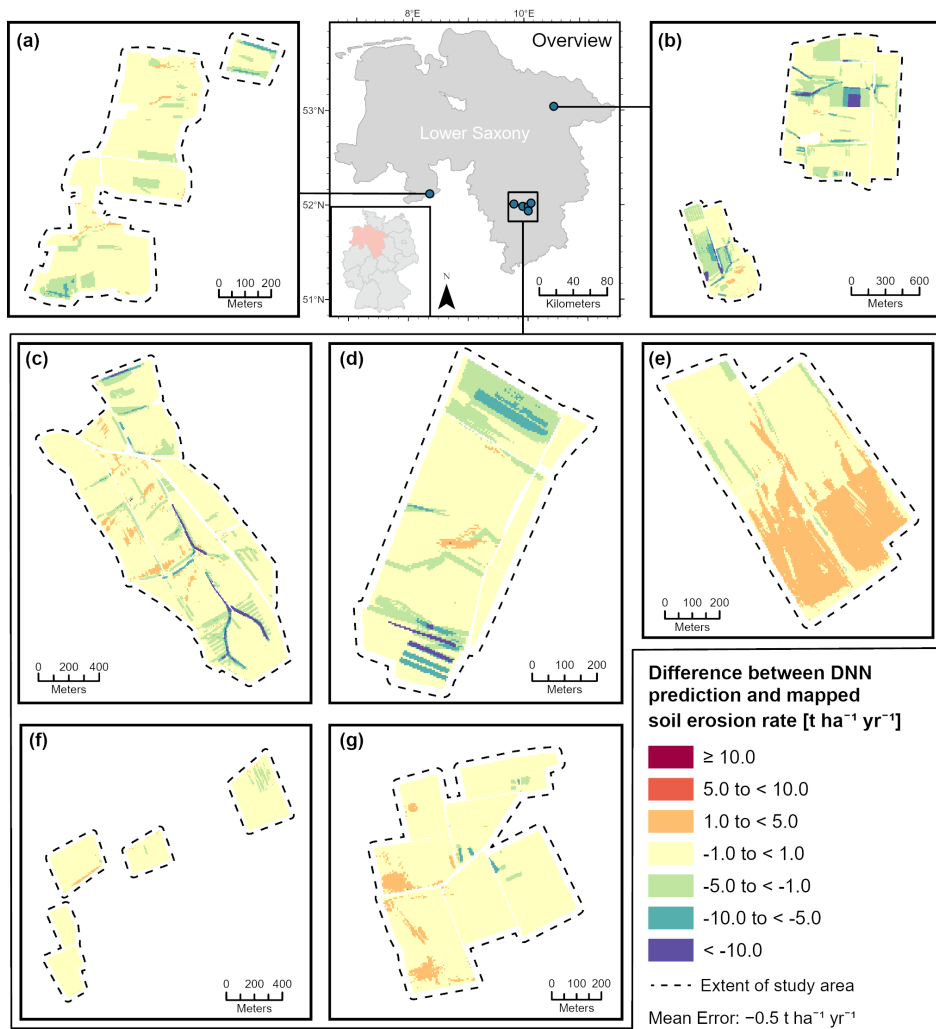 (a)
0 100 200
Meters
8°E
10°E
Overview
53°N
52°N
51°N
Lower Saxony
N
0 40 80
Kilometers
(b)
0 300 600
Meters
(c)
0 200 400
Meters
(d)
0 100 200
Meters
(e)
0 100 200
Meters
(f)
0 200 400
Meters
(g)
0 100 200
Meters
Difference between DNN
prediction and mapped
soil erosion rate [t ha⁻¹ yr⁻¹]
≥ 10.0
5.0 to < 10.0
1.0 to < 5.0
-1.0 to < 1.0
-5.0 to < -1.0
-10.0 to < -5.0
< -10.0
Extent of study area
Mean Error: −0.5 t ha⁻¹ yr⁻¹